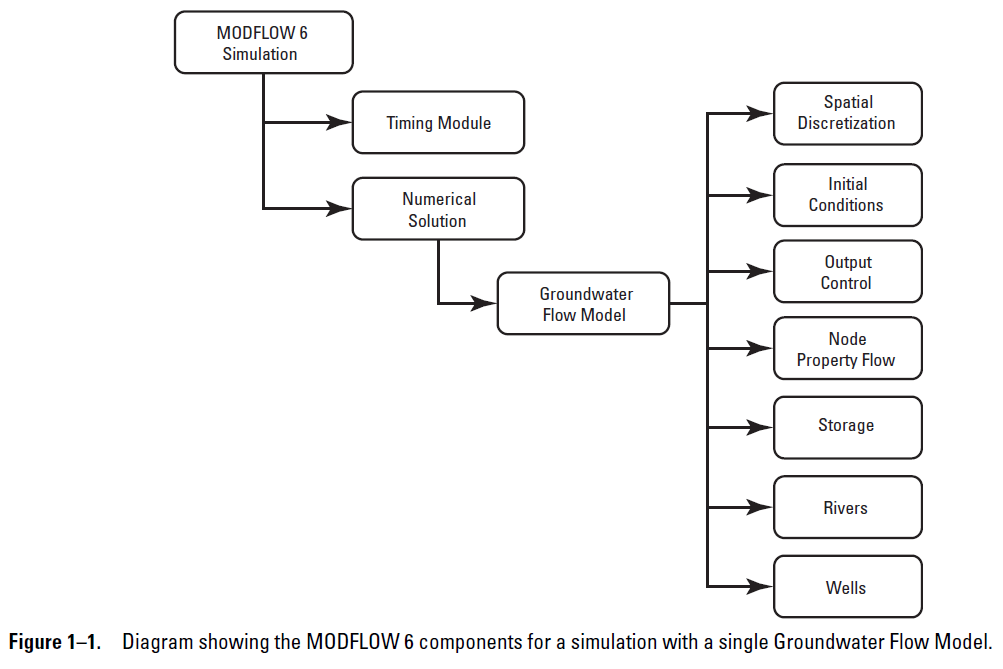 MODFLOW 6
Simulation
Timing Module
Numerical
Solution
Groundwater
Flow Model
Spatial
Discretization
Initial
Conditions
Output
Control
Node
Property Flow
Storage
Rivers
Wells
Figure 1–1. Diagram showing the MODFLOW 6 components for a simulation with a single Groundwater Flow Model.